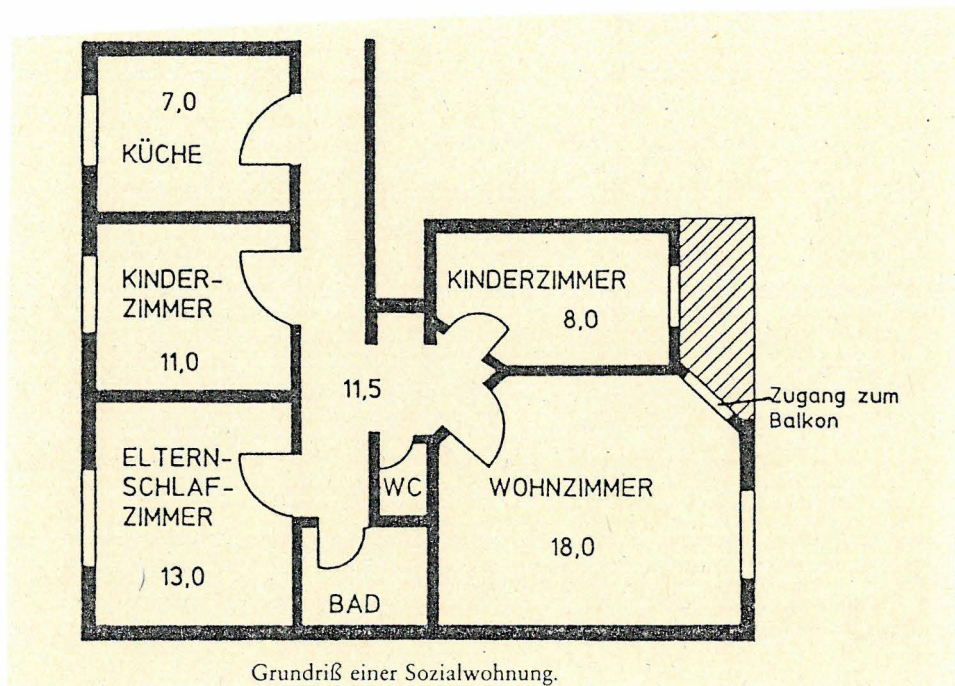 7,0
KÜCHE
KINDER-
ZIMMER
11,0
KINDERZIMMER
8,0
11,5
Zugang zum
Balkon
ELTERN-
SCHLAF-
ZIMMER
13,0
WC
WOHNZIMMER
18,0
BAD
Grundriß einer Sozialwohnung.